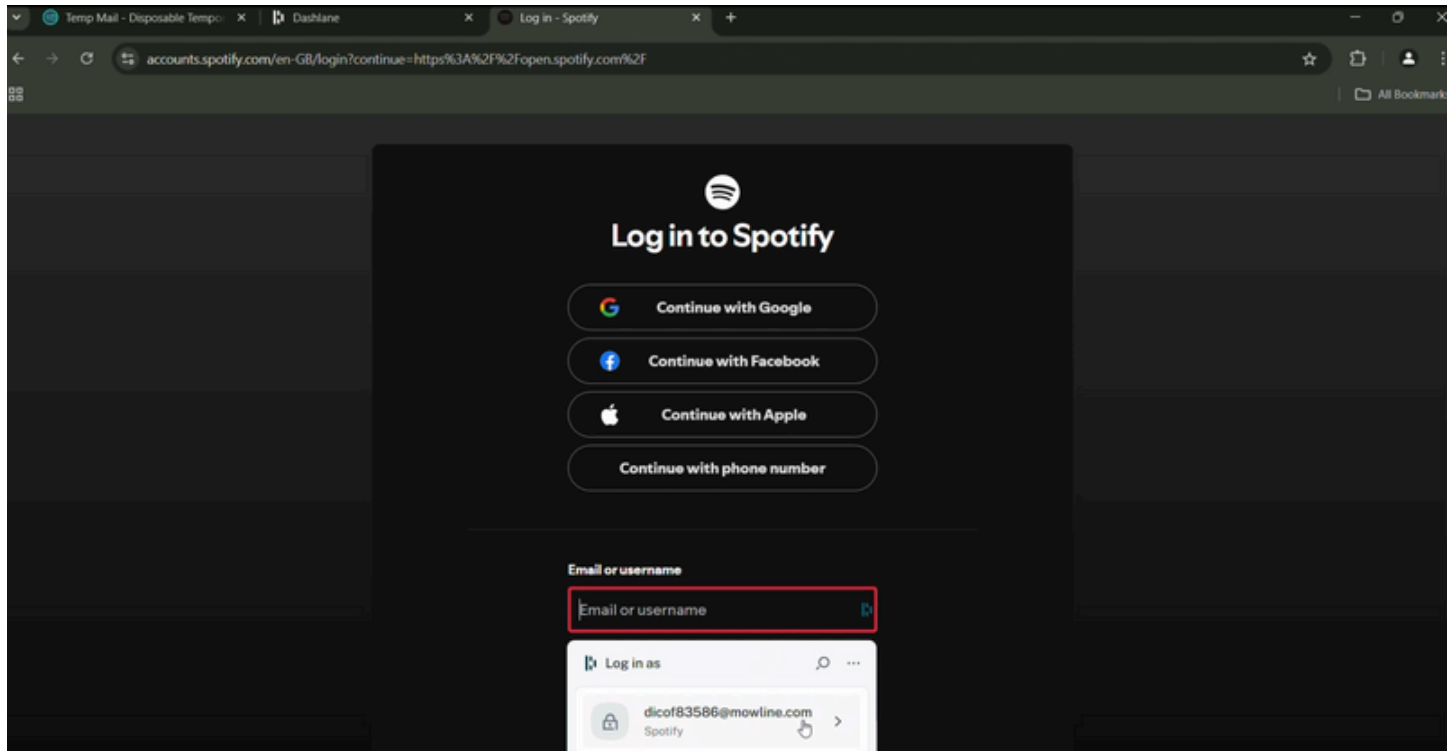 Temp Mail - Disposable Tempo
Dashlane
Log in - Spotify
accounts.spotify.com/en-GB/login?continue=https%3A%2F%2Fopen.spotify.com%2F
All Bookmark
Log in to Spotify
Continue with Google
Continue with Facebook
Continue with Apple
Continue with phone number
Email or username
Email or username
Log in as
dicof83586@mowline.com
Spotify